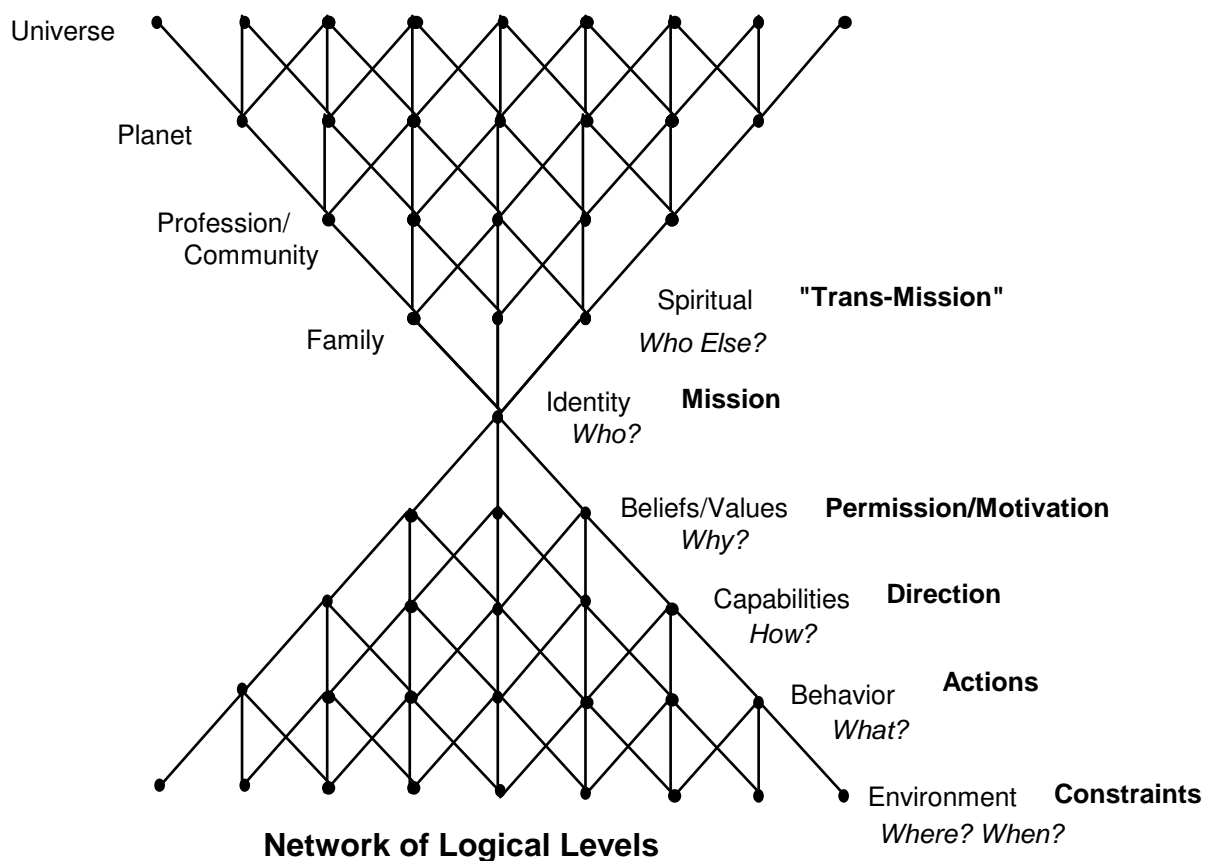 Universe
Planet
Profession/
Community
Spiritual "Trans-Mission"
Family
Who Else?
Identity Mission
Who?
Beliefs/Values Permission/Motivation
Why?
Capabilities Direction
How?
Behavior Actions
What?
Environment Constraints
Where? When?
Network of Logical Levels